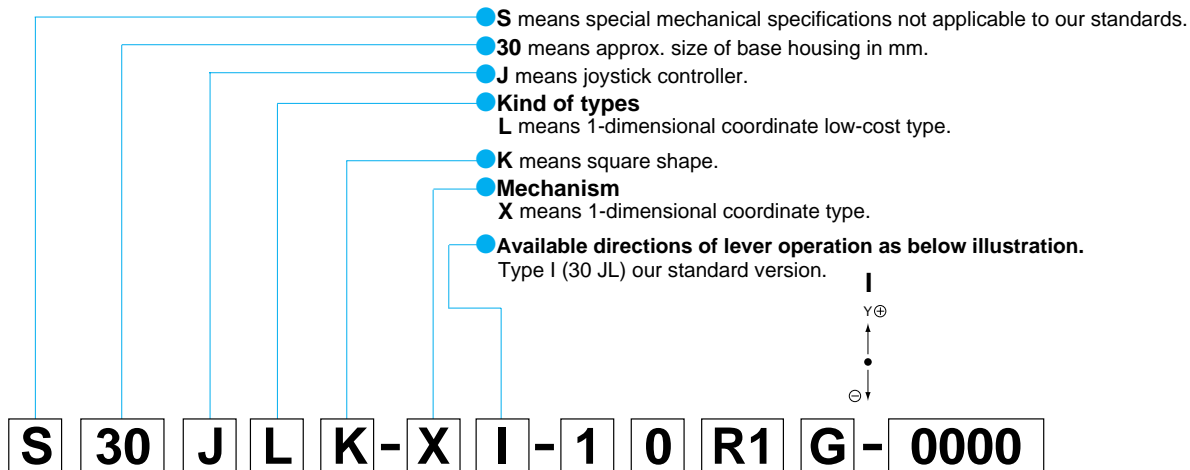 S means special mechanical specifications not applicable to our standards.
30 means approx. size of base housing in mm.
J means joystick controller.
Kind of types
L means 1-dimensional coordinate low-cost type.
K means square shape.
Mechanism
X means 1-dimensional coordinate type.
Available directions of lever operation as below illustration.
Type I (30 JL) our standard version.
I
Y⊕
⊖
S 30 J L K-X I-1 0 R1 G-0000